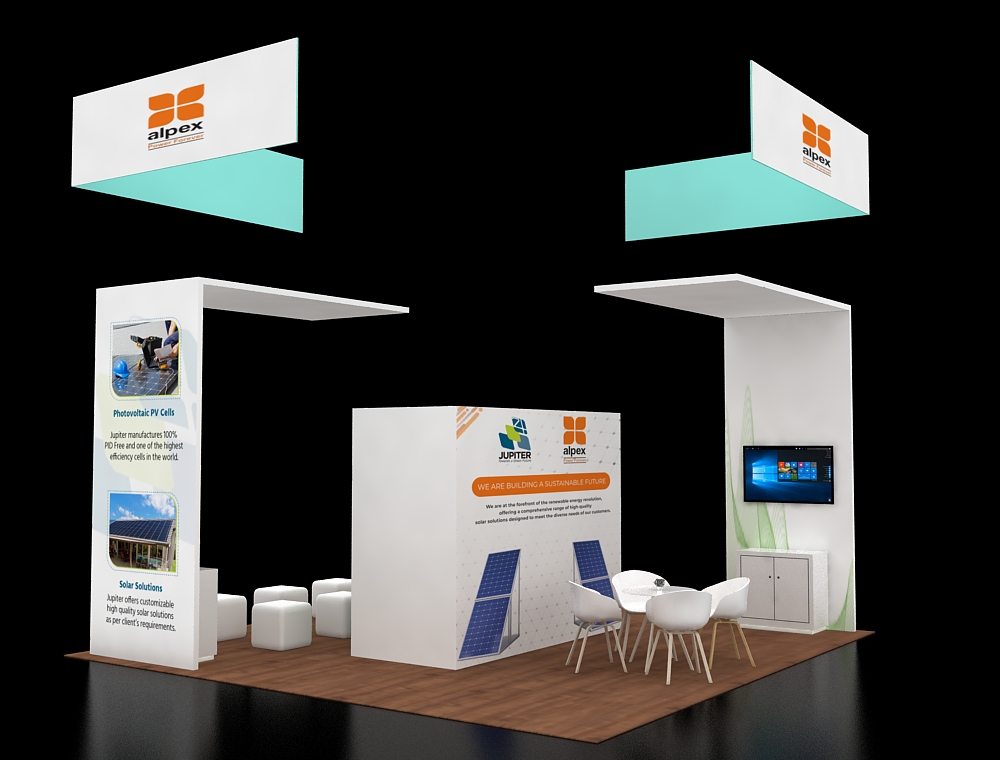 alpex
Power Forever
alpex
Photovoltaic PV Cells
Jupiter manufactures 100%
PID Free and one of the highest
efficiency cells in the world.
Solar Solutions
Jupiter offers customizable
high quality solar solutions
as per client's requirements.
JUPITER
alpex
WE ARE BUILDING A SUSTAINABLE FUTURE
We are at the forefront of the renewable energy revolution,
offering a comprehensive range of high-quality
solar solutions designed to meet the diverse needs of our customers.